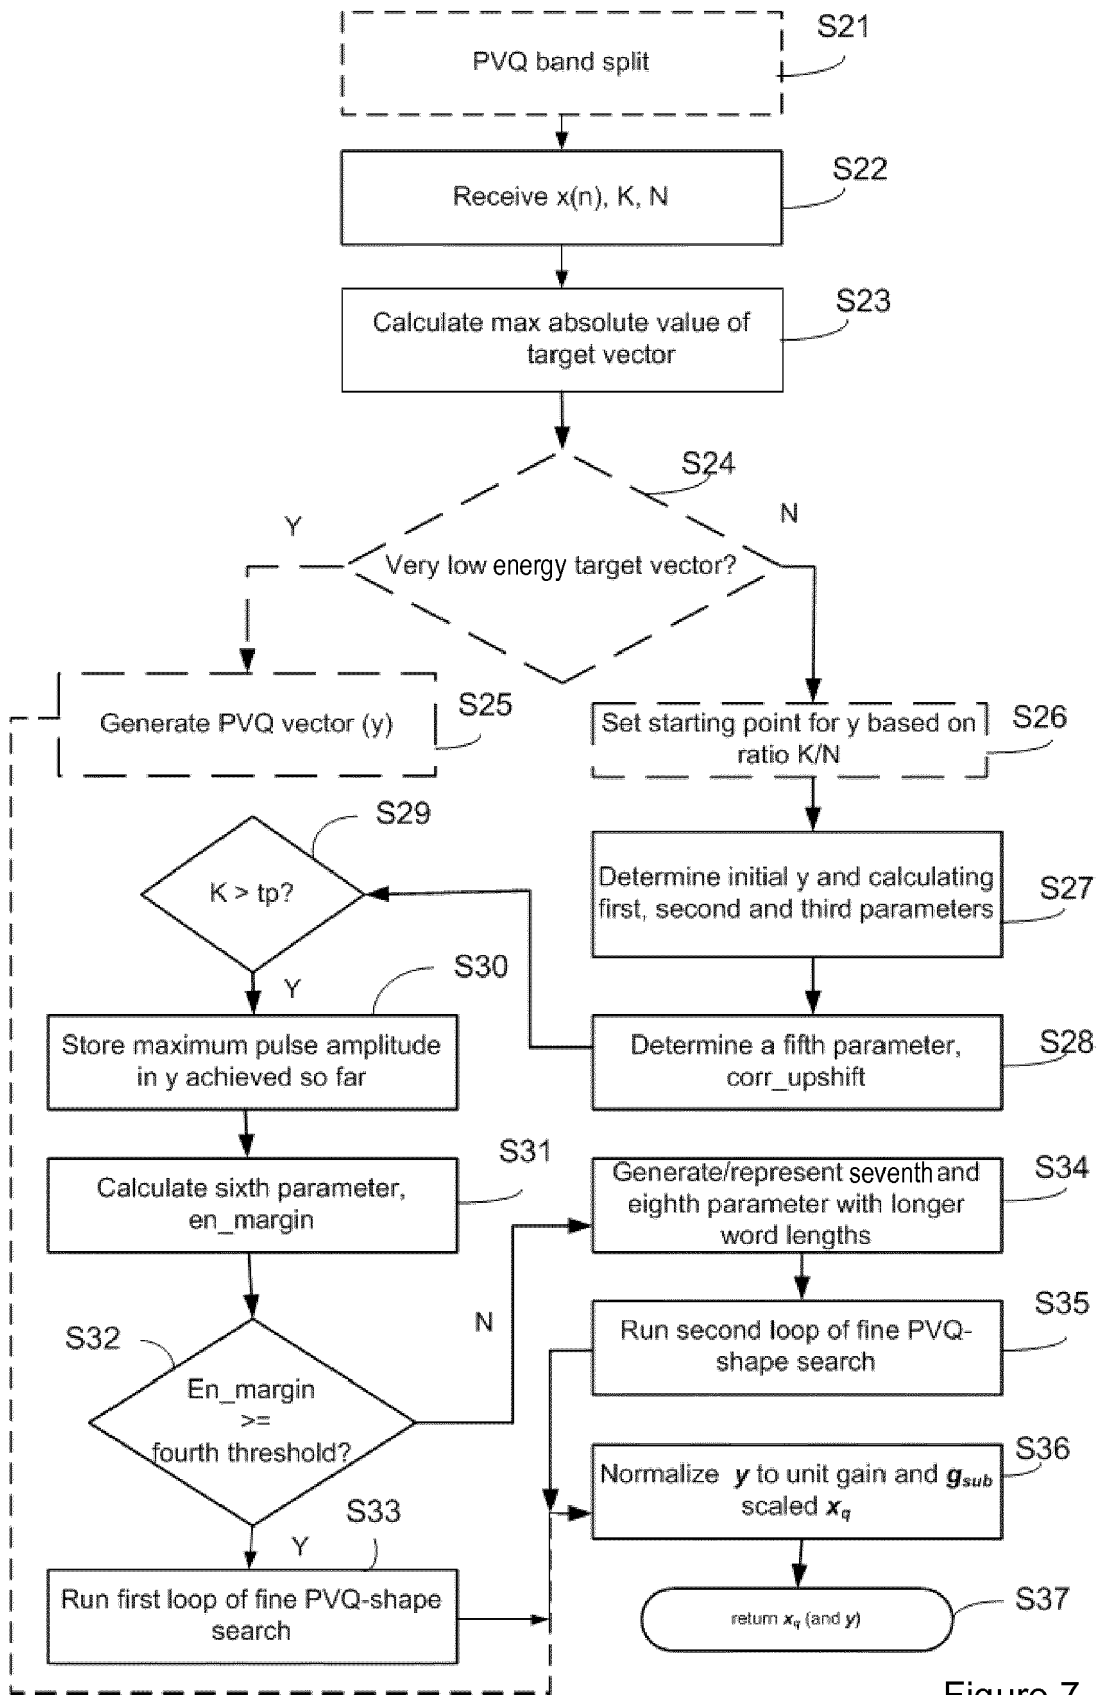 PVQ band split
S21
Receive x(n), K, N
S22
Calculate max absolute value of
target vector
S23
S24
Y
N
Very low energy target vector?
Generate PVQ vector (y)
S25
Set starting point for y based on
ratio K/N
S26
S29
K > tp?
Y
Determine initial y and calculating
first, second and third parameters
S27
S30
Store maximum pulse amplitude
in y achieved so far
Determine a fifth parameter,
corr_upshift
S28
S31
Calculate sixth parameter,
en_margin
Generate/represent seventh and
eighth parameter with longer
word lengths
S34
S32
En_margin
>=
fourth threshold?
N
Y
Run second loop of fine PVQ-
shape search
S35
S33
Run first loop of fine PVQ-shape
search
Normalize y to unit gain and gsub
scaled xq
S36
return xq (and y)
S37
Figure 7